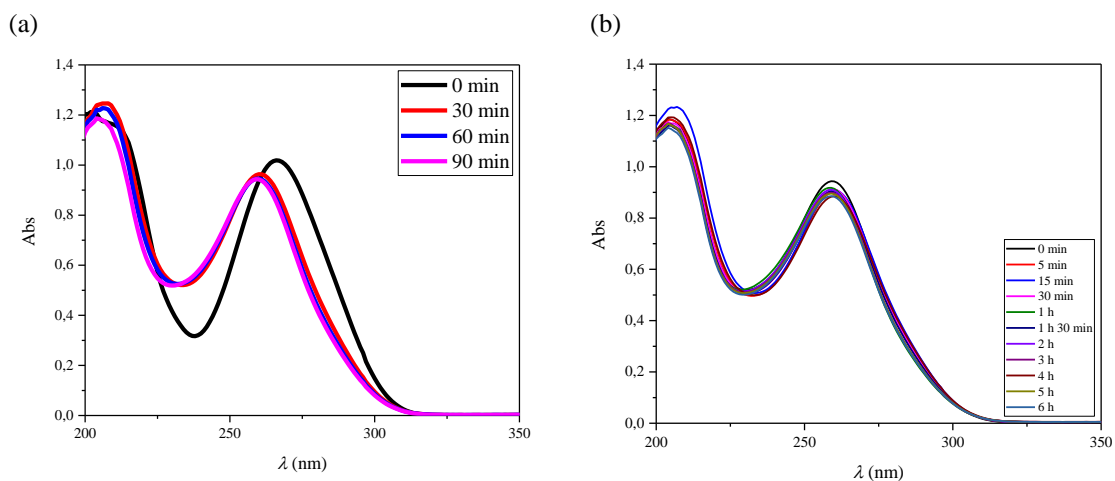 (a)
1,4
1,2
1,0
0,8
0,6
0,4
0,2
0,0
Abs
200
250
300
350
λ (nm)
0 min
30 min
60 min
90 min
(b)
1,4
1,2
1,0
0,8
0,6
0,4
0,2
0,0
Abs
200
250
300
350
λ (nm)
0 min
5 min
15 min
30 min
1 h
1 h 30 min
2 h
3 h
4 h
5 h
6 h